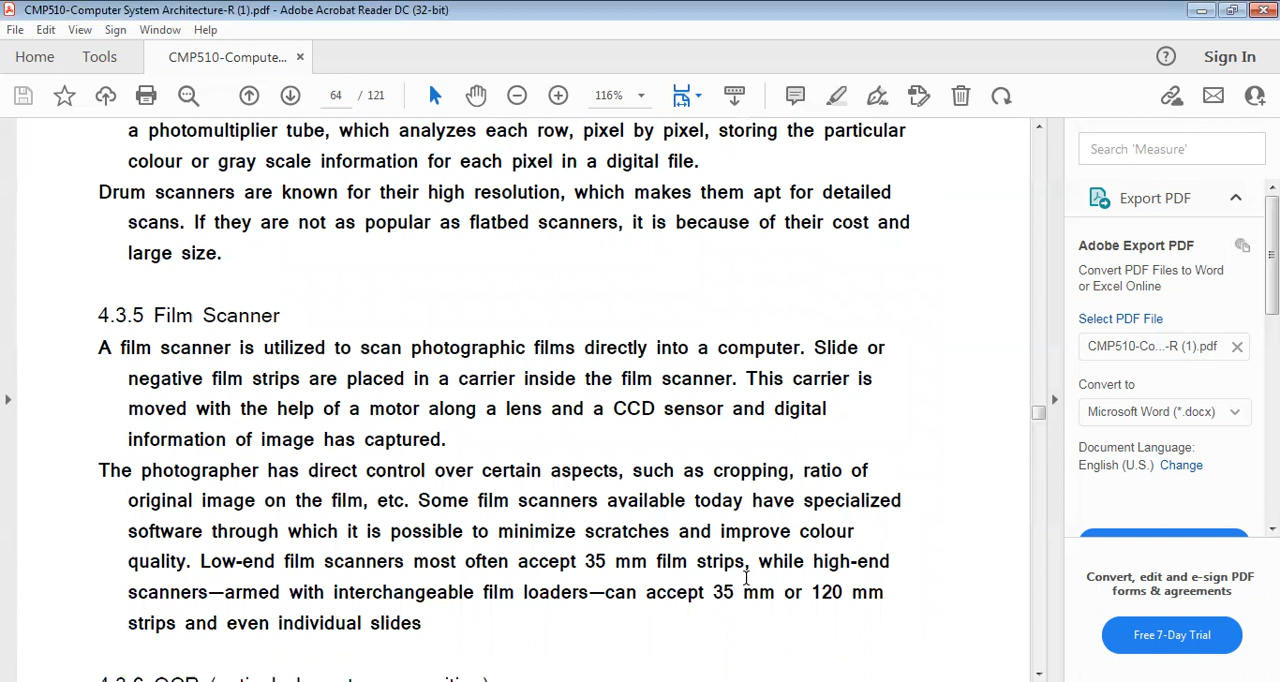 CMP510-Computer System Architecture-R (1).pdf - Adobe Acrobat Reader DC (32-bit)
File Edit View Sign Window Help
Home Tools CMP510-Compute... × Sign In
64 / 121 116%
a photomultiplier tube, which analyzes each row, pixel by pixel, storing the particular
colour or gray scale information for each pixel in a digital file.
Drum scanners are known for their high resolution, which makes them apt for detailed
scans. If they are not as popular as flatbed scanners, it is because of their cost and
large size.
4.3.5 Film Scanner
A film scanner is utilized to scan photographic films directly into a computer. Slide or
negative film strips are placed in a carrier inside the film scanner. This carrier is
moved with the help of a motor along a lens and a CCD sensor and digital
information of image has captured.
The photographer has direct control over certain aspects, such as cropping, ratio of
original image on the film, etc. Some film scanners available today have specialized
software through which it is possible to minimize scratches and improve colour
quality. Low-end film scanners most often accept 35 mm film strips, while high-end
scanners—armed with interchangeable film loaders—can accept 35 mm or 120 mm
strips and even individual slides
4.3.6 OCR
Search 'Measure'
Export PDF
Adobe Export PDF
Convert PDF Files to Word
or Excel Online
Select PDF File
CMP510-Co...-R (1).pdf
Convert to
Microsoft Word (*.docx)
Document Language:
English (U.S.) Change
Convert, edit and e-sign PDF
forms & agreements
Free 7-Day Trial